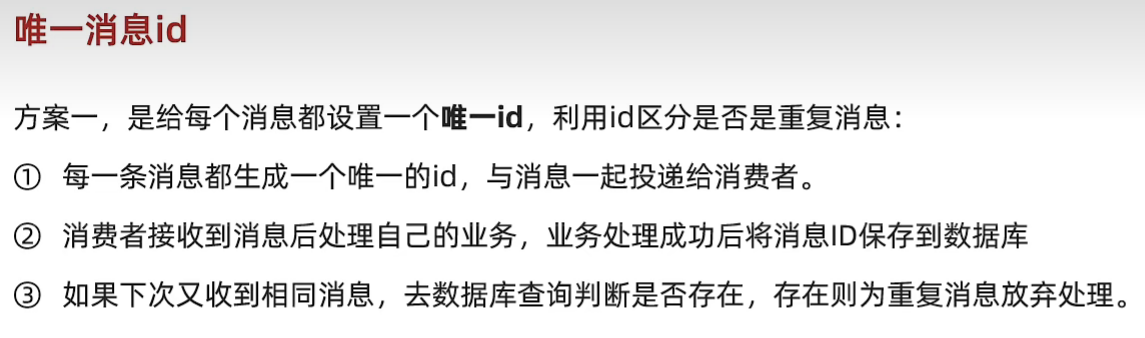 唯一消息id
方案一，是给每个消息都设置一个唯一id，利用id区分是否是重复消息：
① 每一条消息都生成一个唯一的id，与消息一起投递给消费者。
② 消费者接收到消息后处理自己的业务，业务处理成功后将消息ID保存到数据库
③ 如果下次又收到相同消息，去数据库查询判断是否存在，存在则为重复消息放弃处理。